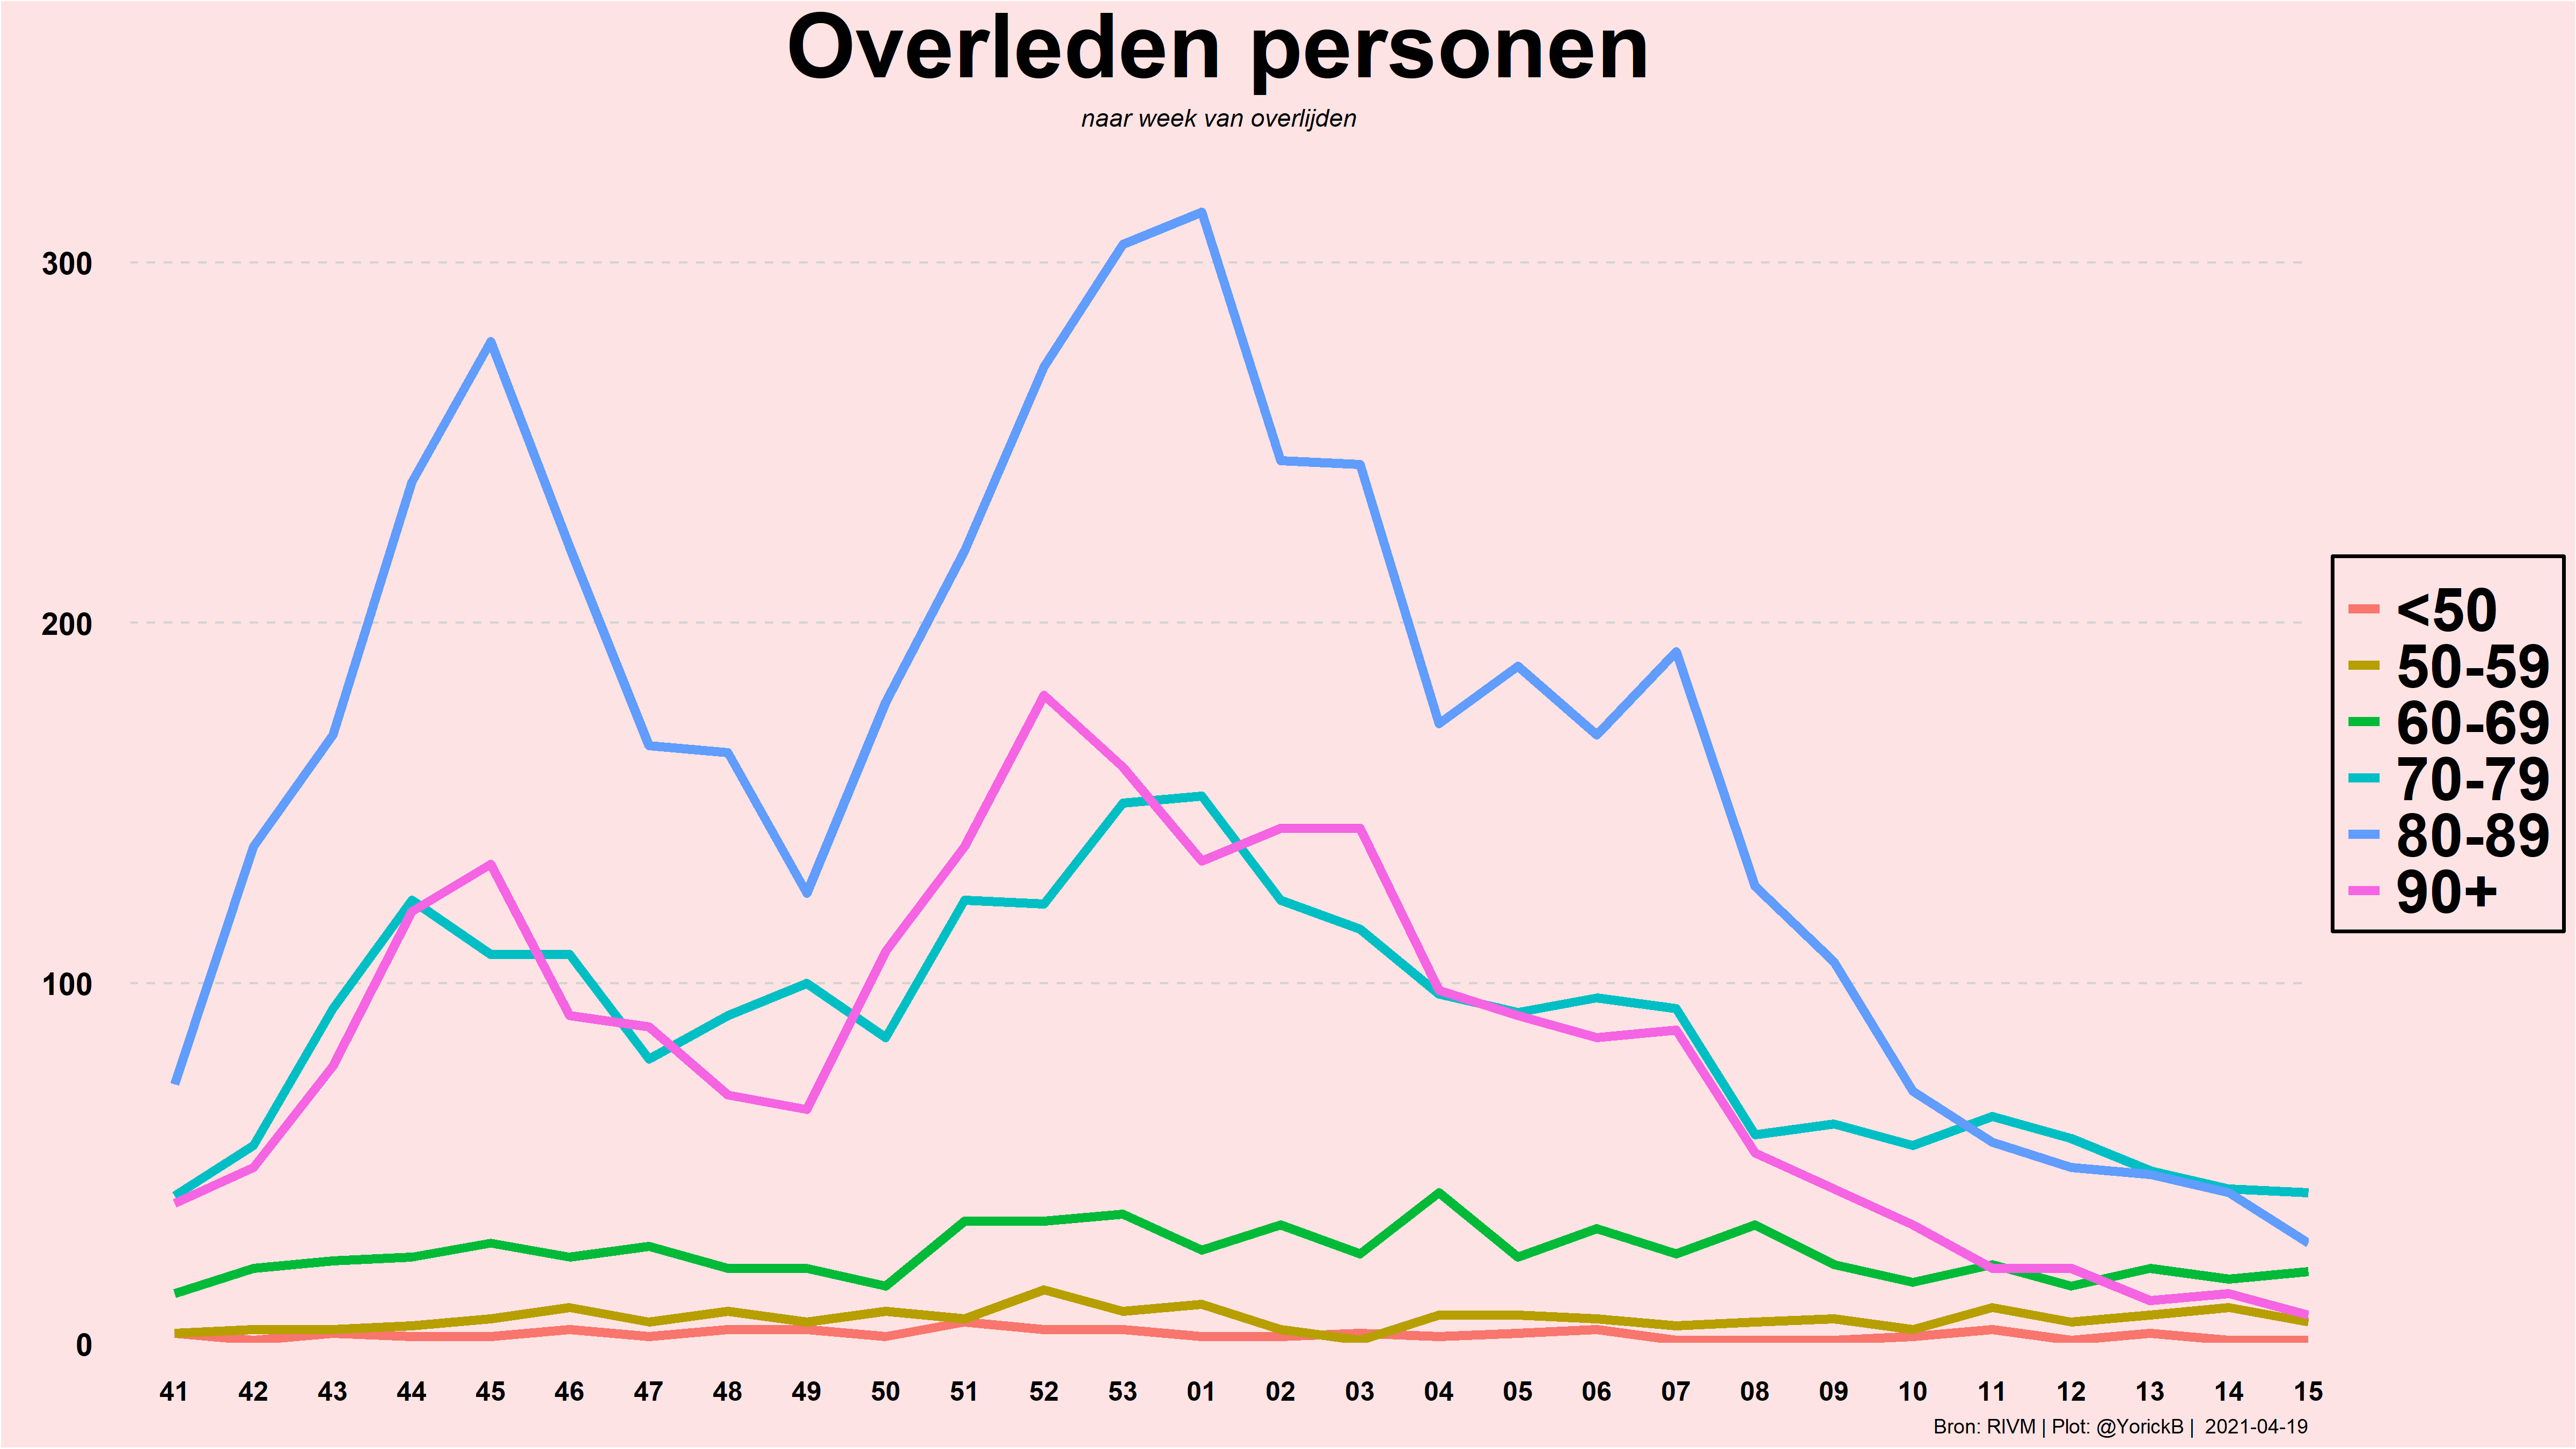 Overleden personen
naar week van overlijden
300
200
100
0
41 42 43 44 45 46 47 48 49 50 51 52 53 01 02 03 04 05 06 07 08 09 10 11 12 13 14 15
<50
50-59
60-69
70-79
80-89
90+
Bron: RIVM | Plot: @YorickB | 2021-04-19